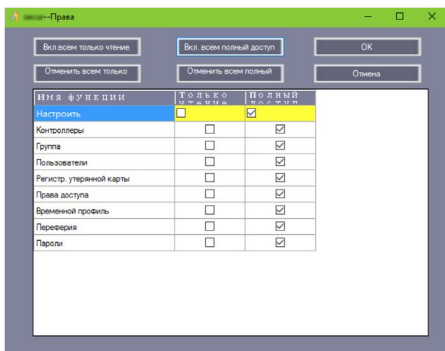 --Права
Вкл.всем только чтение
Вкл. всем полный доступ
OK
Отменить всем только
Отменить всем полный
Отмена
Имя функции
Только чтение
Полный доступ
Настроить
Контроллеры
Группа
Пользователи
Регистр. утерянной карты
Права доступа
Временной профиль
Переферия
Пароли